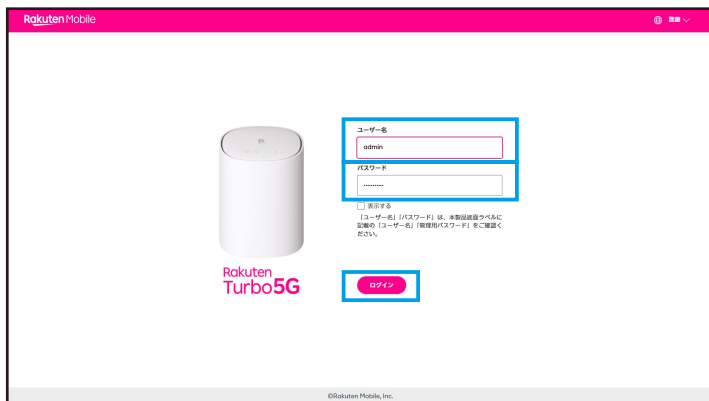 Rakuten Mobile
言語
ユーザー名
admin
パスワード
表示する
「ユーザー名」「パスワード」は、本製品底面ラベルに
記載の「ユーザー名」「管理用パスワード」をご確認く
ださい。
Rakuten
Turbo 5G
ログイン
©Rakuten Mobile, Inc.